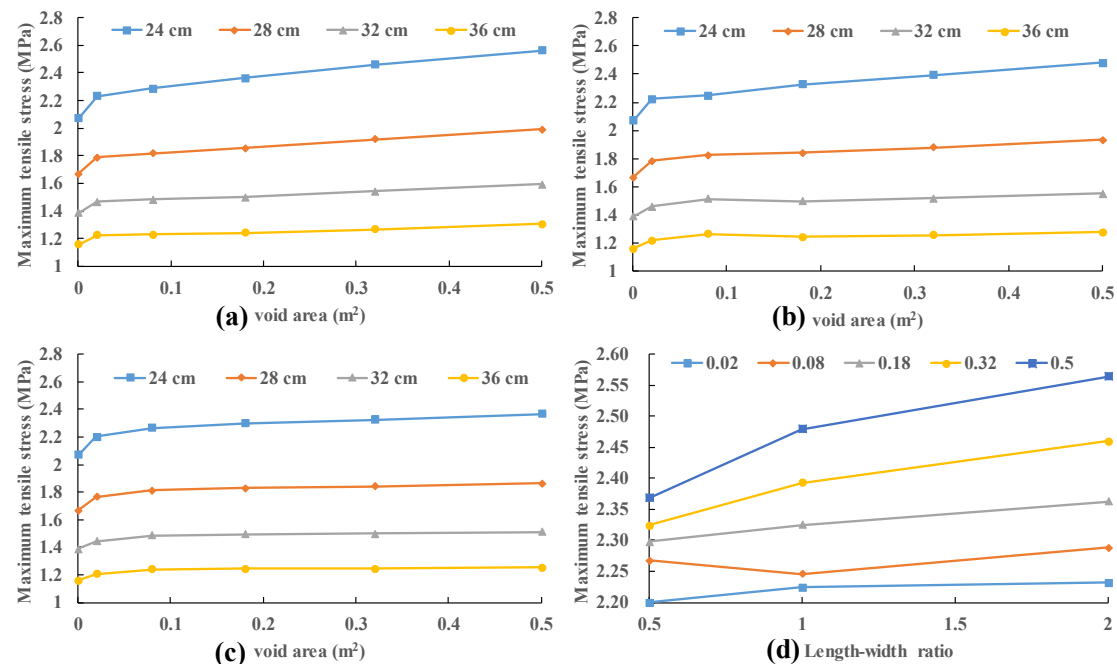 2.8
2.6
2.4
2.2
2
1.8
1.6
1.4
1.2
1
Maximum tensile stress (MPa)
24 cm 28 cm 32 cm 36 cm
0 0.1 0.2 0.3 0.4 0.5
(a) void area (m²)
2.8
2.6
2.4
2.2
2
1.8
1.6
1.4
1.2
1
Maximum tensile stress (MPa)
24 cm 28 cm 32 cm 36 cm
0 0.1 0.2 0.3 0.4 0.5
(b) void area (m²)
2.8
2.6
2.4
2.2
2
1.8
1.6
1.4
1.2
1
Maximum tensile stress (MPa)
24 cm 28 cm 32 cm 36 cm
0 0.1 0.2 0.3 0.4 0.5
(c) void area (m²)
2.60
2.55
2.50
2.45
2.40
2.35
2.30
2.25
2.20
Maximum tensile stress (MPa)
0.02 0.08 0.18 0.32 0.5
0.5 1 1.5 2
(d) Length-width ratio